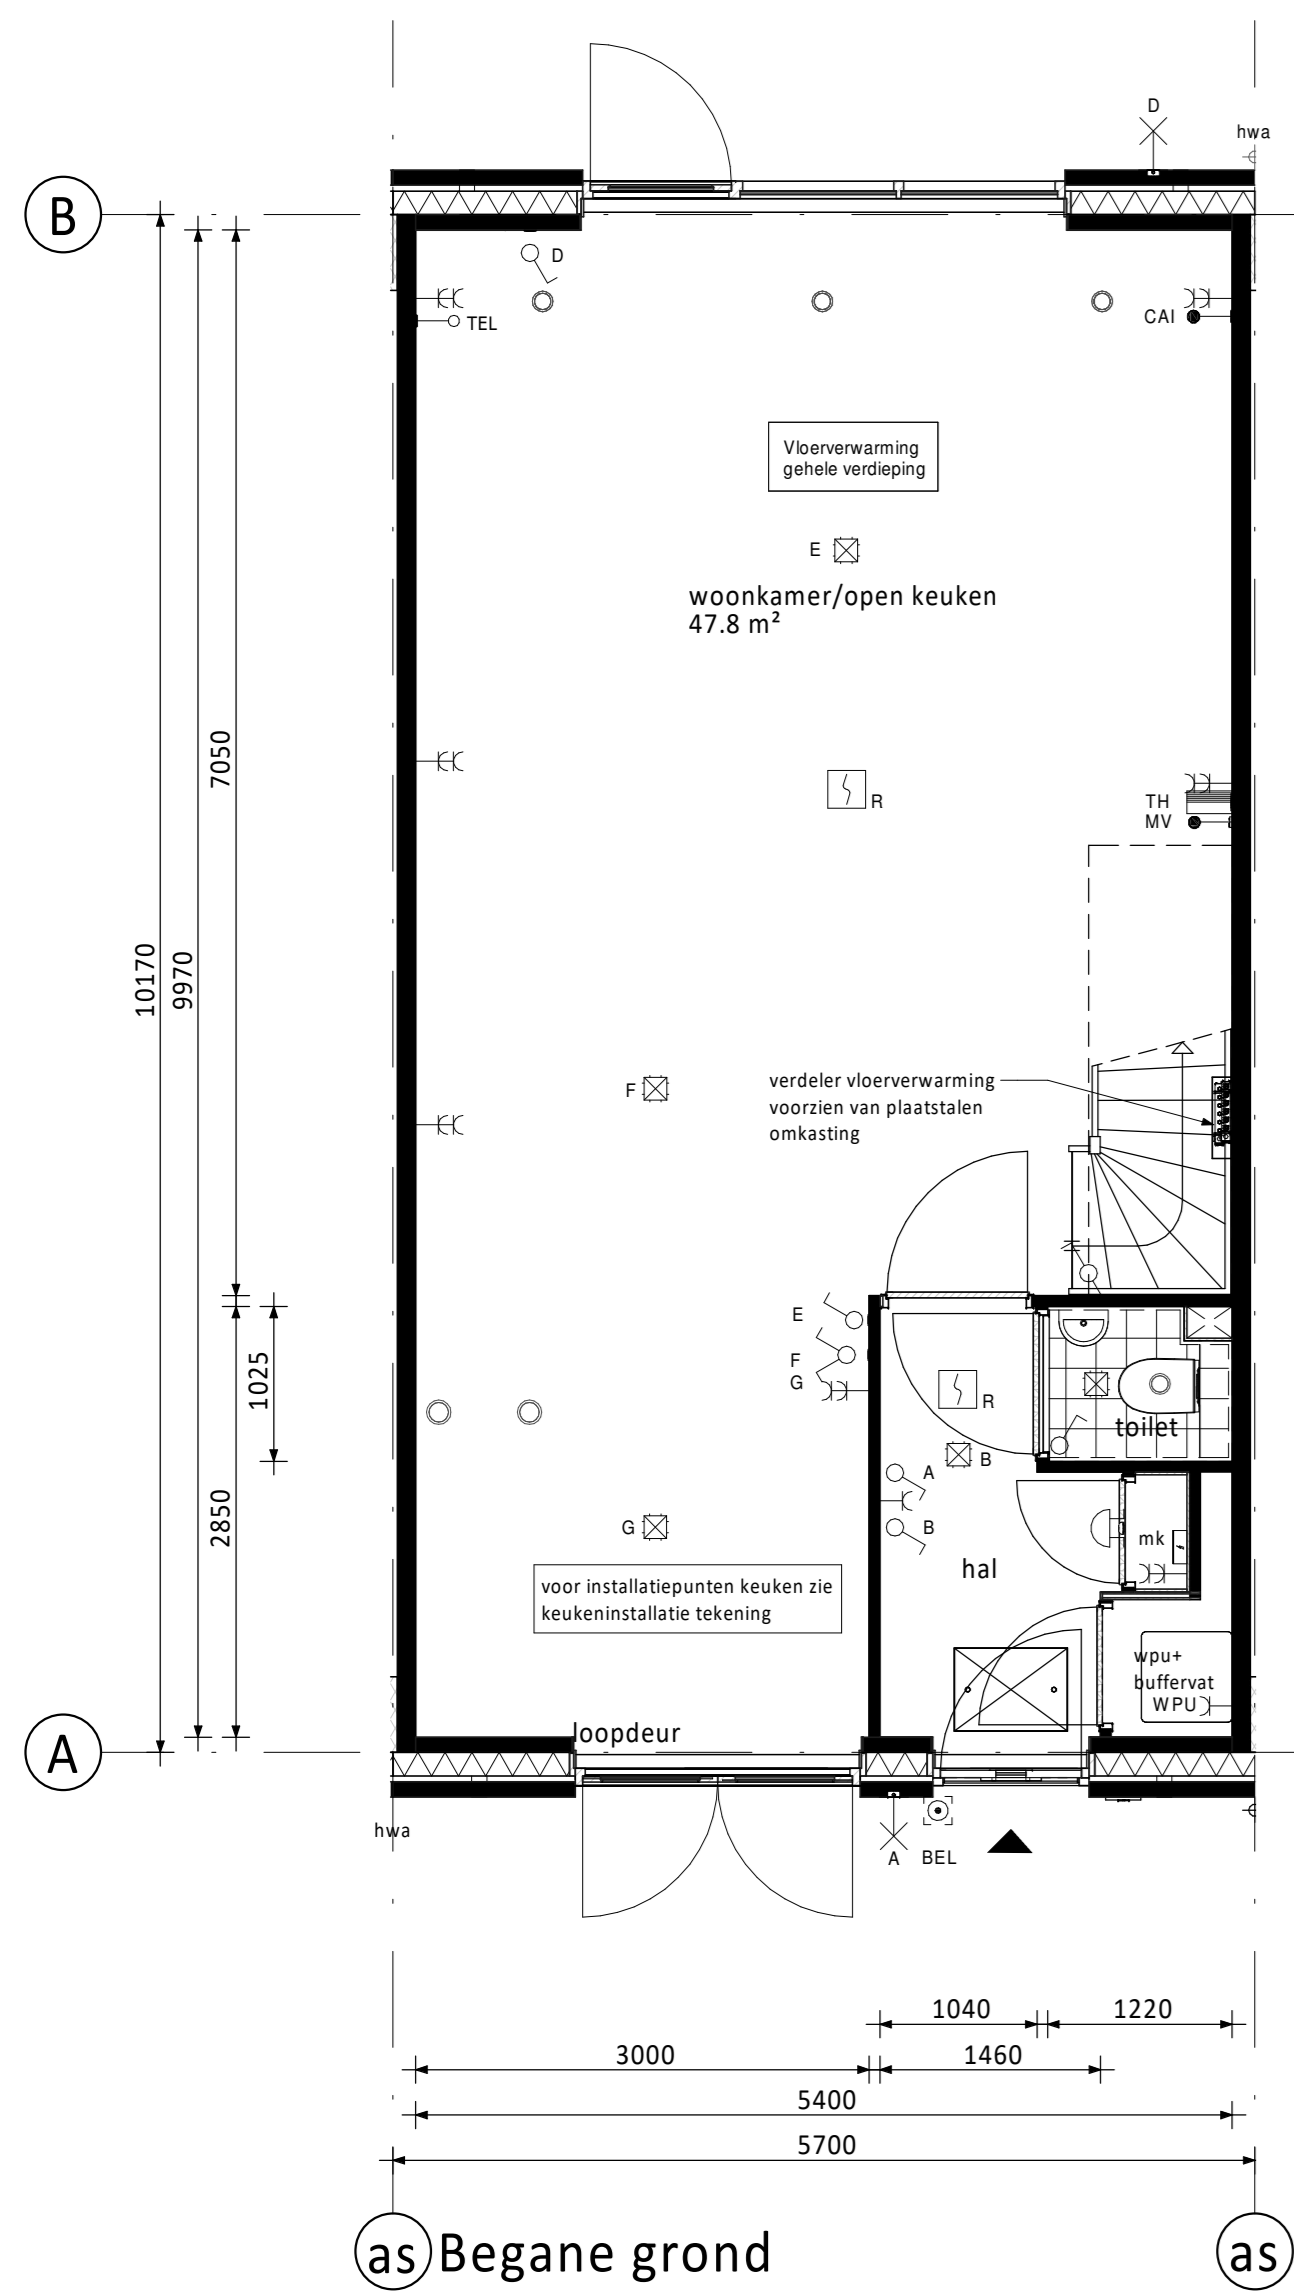 D
hwa
B
D
TEL
CAI
Vloerverwarming
gehele verdieping
E
woonkamer/open keuken
47.8 m²
7050
R
TH
MV
10170
9970
F
verdeler vloerverwarming
voorzien van plaatstalen
omkasting
E
F
G
1025
R
toilet
B
A
B
2850
G
mk
hal
voor installatiepunten keuken zie
keukeninstallatie tekening
wpu+
buffervat
WPU
loopdeur
A
hwa
A
BEL
1040
1220
3000
1460
5400
5700
as
Begane grond
as